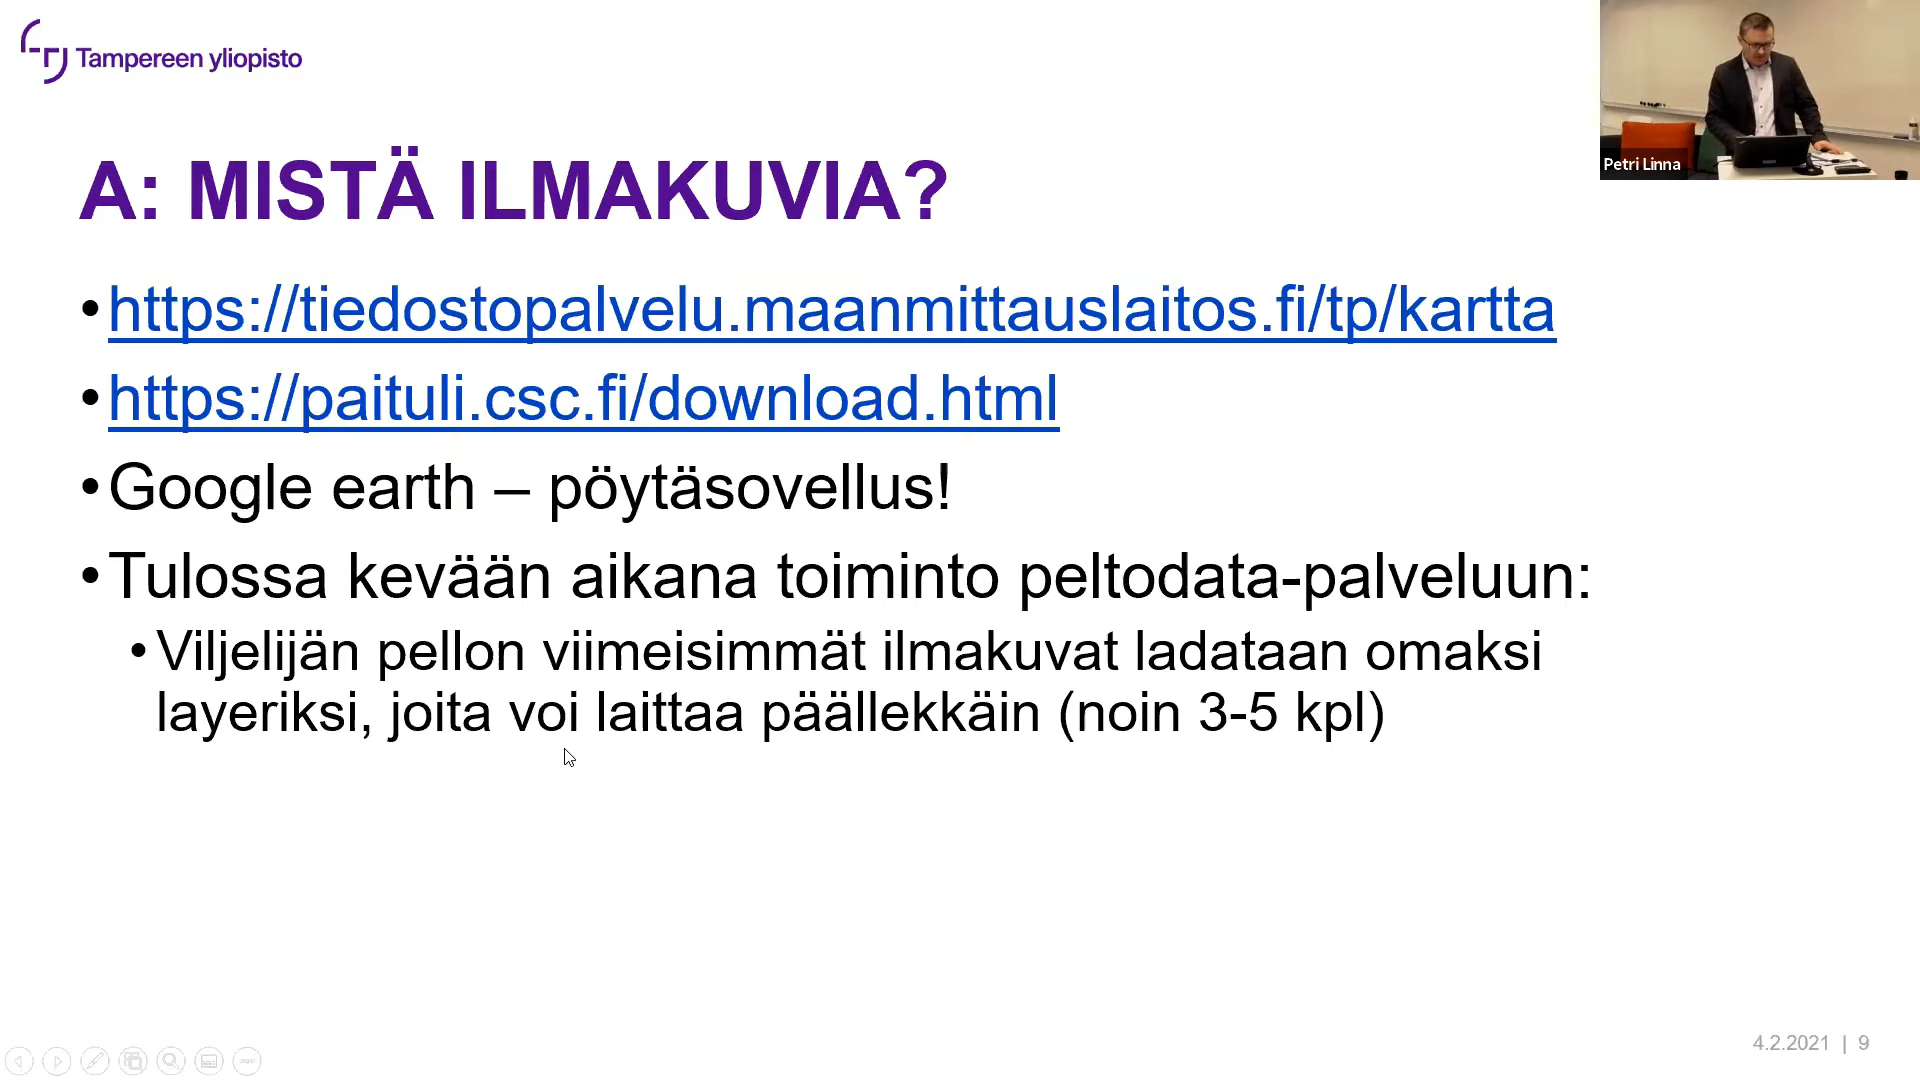 Tampereen yliopisto
Petri Linna
A: MISTÄ ILMAKUVIA?
•https://tiedostopalvelu.maanmittauslaitos.fi/tp/kartta
•https://paituli.csc.fi/download.html
•Google earth – pöytäsovellus!
•Tulossa kevään aikana toiminto peltodata-palveluun:
•Viljelijän pellon viimeisimmät ilmakuvat ladataan omaksi
layeriksi, joita voi laittaa päällekkäin (noin 3-5 kpl)
4.2.2021 | 9